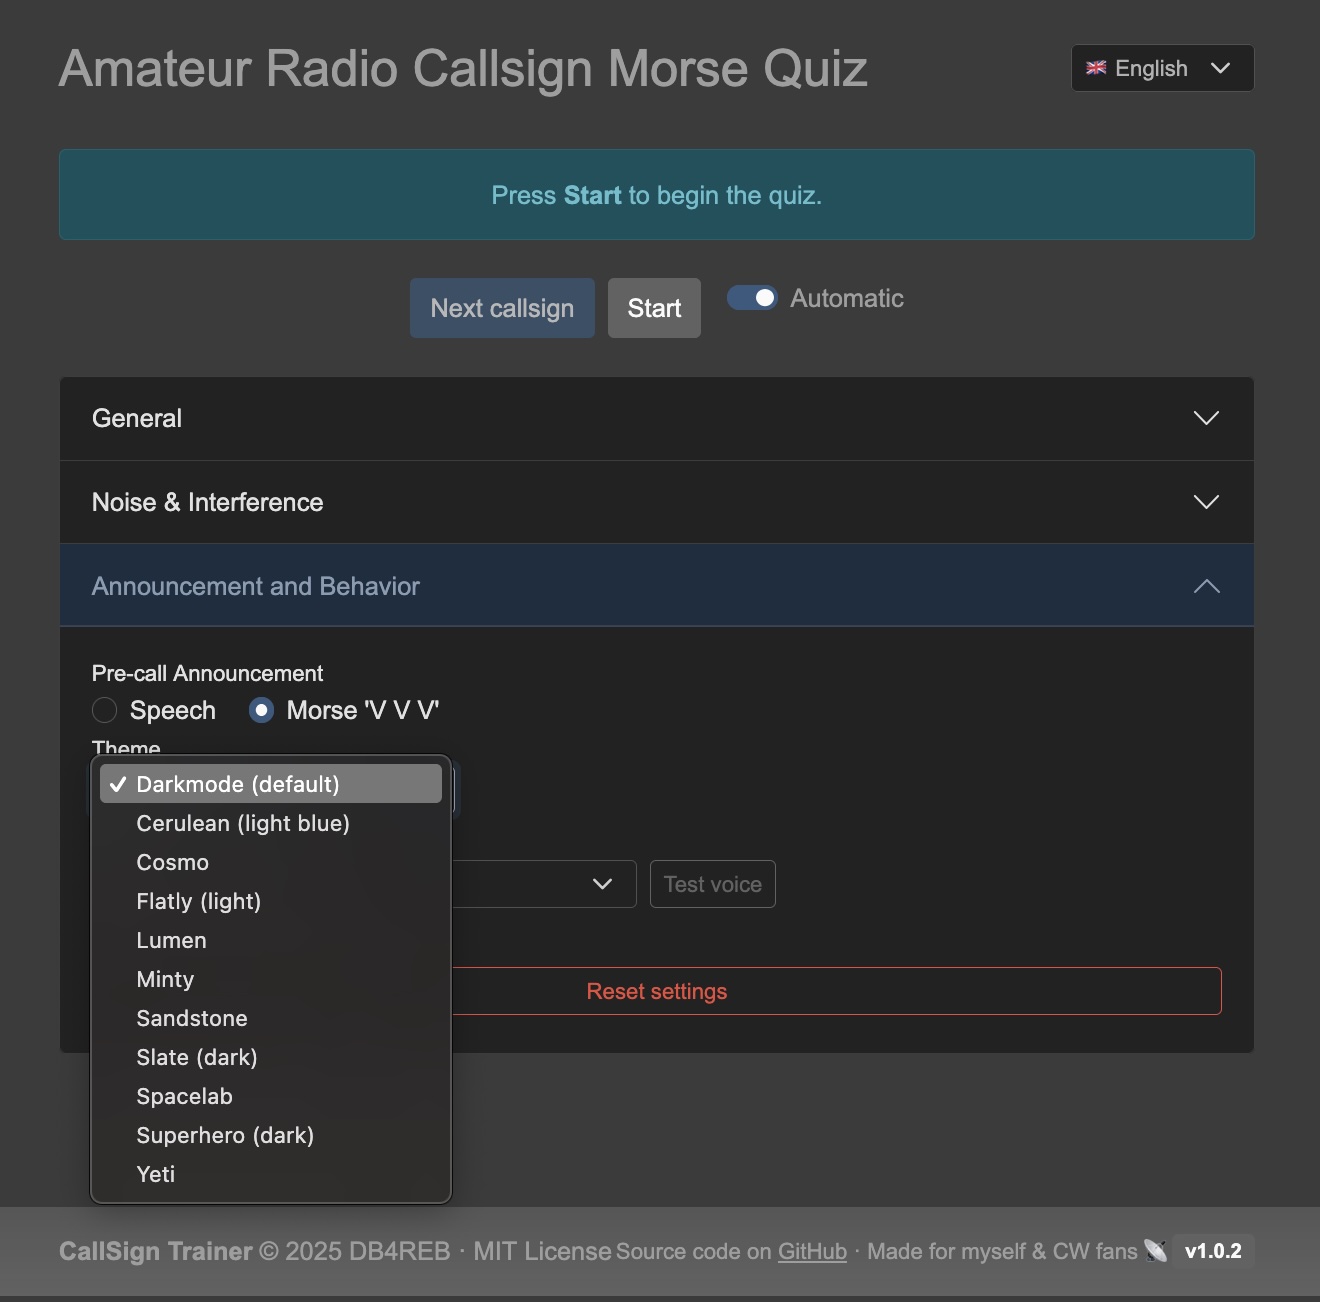 Amateur Radio Callsign Morse Quiz
English
Press Start to begin the quiz.
Next callsign
Start
Automatic
General
Noise & Interference
Announcement and Behavior
Pre-call Announcement
Speech
Morse 'V V V'
Theme
✓ Darkmode (default)
Cerulean (light blue)
Cosmo
Flatly (light)
Lumen
Minty
Sandstone
Slate (dark)
Spacelab
Superhero (dark)
Yeti
Test voice
Reset settings
CallSign Trainer © 2025 DB4REB · MIT License Source code on GitHub · Made for myself & CW fans v1.0.2